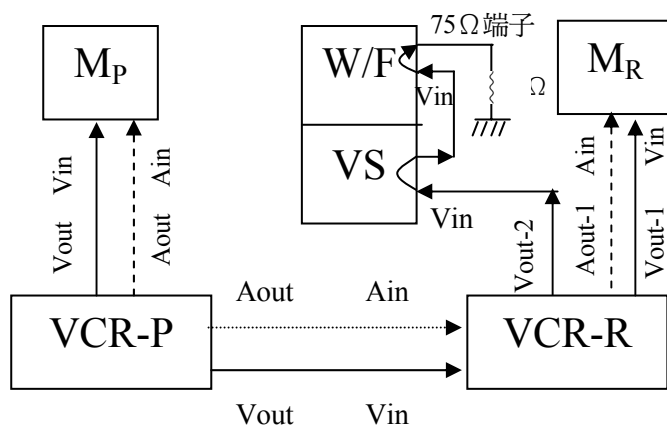 75Ω端子
M_P
W/F
Vin
Ω
M_R
VS
Vin
Vin
Ain
Vout
Aout
Ain
Vin
Vout-2
Aout-1
Vout-1
Aout Ain
VCR-P
VCR-R
Vout Vin